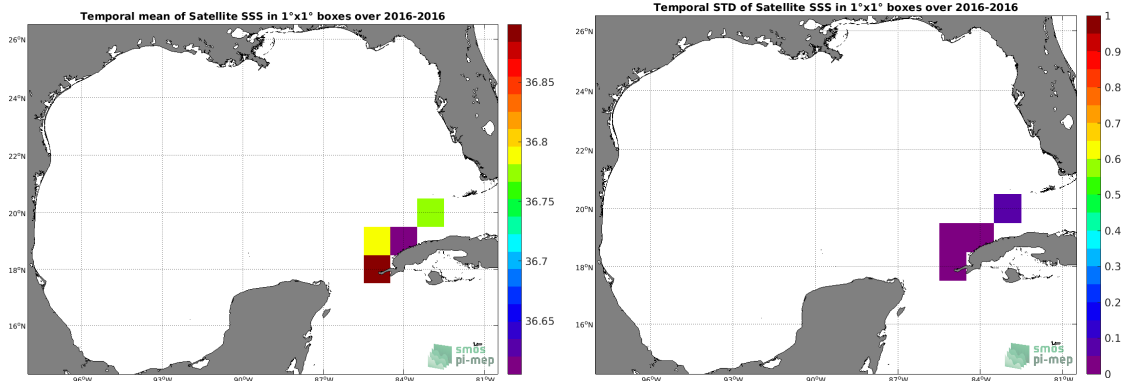 Temporal mean of Satellite SSS in 1°x1° boxes over 2016-2016
26°N
24°N
22°N
20°N
18°N
16°N
96°W
93°W
90°W
87°W
84°W
81°W
36.85
36.8
36.75
36.7
36.65
smos
pi-mep
Temporal STD of Satellite SSS in 1°x1° boxes over 2016-2016
26°N
24°N
22°N
20°N
18°N
16°N
96°W
93°W
90°W
87°W
84°W
81°W
1
0.9
0.8
0.7
0.6
0.5
0.4
0.3
0.2
0.1
0
smos
pi-mep